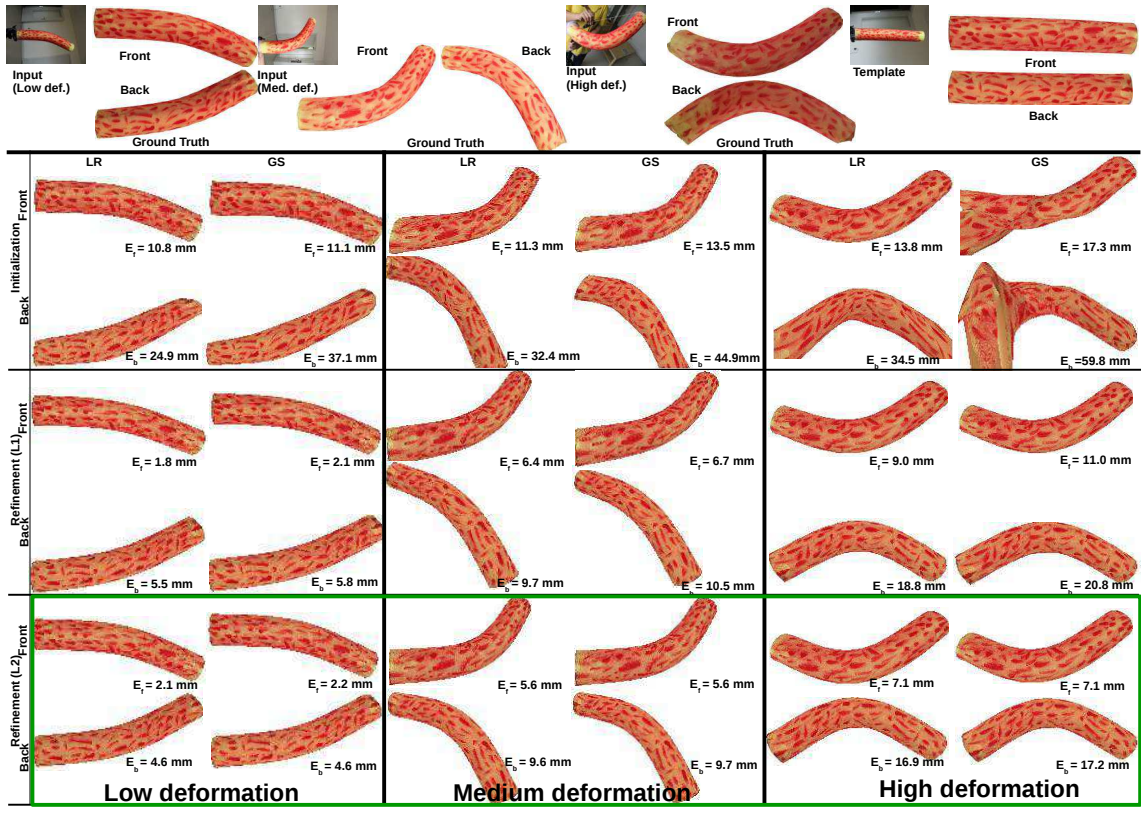 Front
Back
Input
(Low def.)
Ground Truth
Input
(Med. def.)
Front
Back
Ground Truth
Input
(High def.)
Front
Back
Ground Truth
Template
Front
Back
LR GS LR GS LR GS
Initialization
Front
E_f = 10.8 mm E_f = 11.1 mm E_f = 11.3 mm E_f = 13.5 mm E_f = 13.8 mm E_f = 17.3 mm
Back
E_b = 24.9 mm E_b = 37.1 mm E_b = 32.4 mm E_b = 44.9mm E_b = 34.5 mm E_b =59.8 mm
Refinement (L1)
Front
E_f = 1.8 mm E_f = 2.1 mm E_f = 6.4 mm E_f = 6.7 mm E_f = 9.0 mm E_f = 11.0 mm
Back
E_b = 5.5 mm E_b = 5.8 mm E_b = 9.7 mm E_b = 10.5 mm E_b = 18.8 mm E_b = 20.8 mm
Refinement (L2)
Front
E_f = 2.1 mm E_f = 2.2 mm E_f = 5.6 mm E_f = 5.6 mm E_f = 7.1 mm E_f = 7.1 mm
Back
E_b = 4.6 mm E_b = 4.6 mm E_b = 9.6 mm E_b = 9.7 mm E_b = 16.9 mm E_b = 17.2 mm
Low deformation Medium deformation High deformation